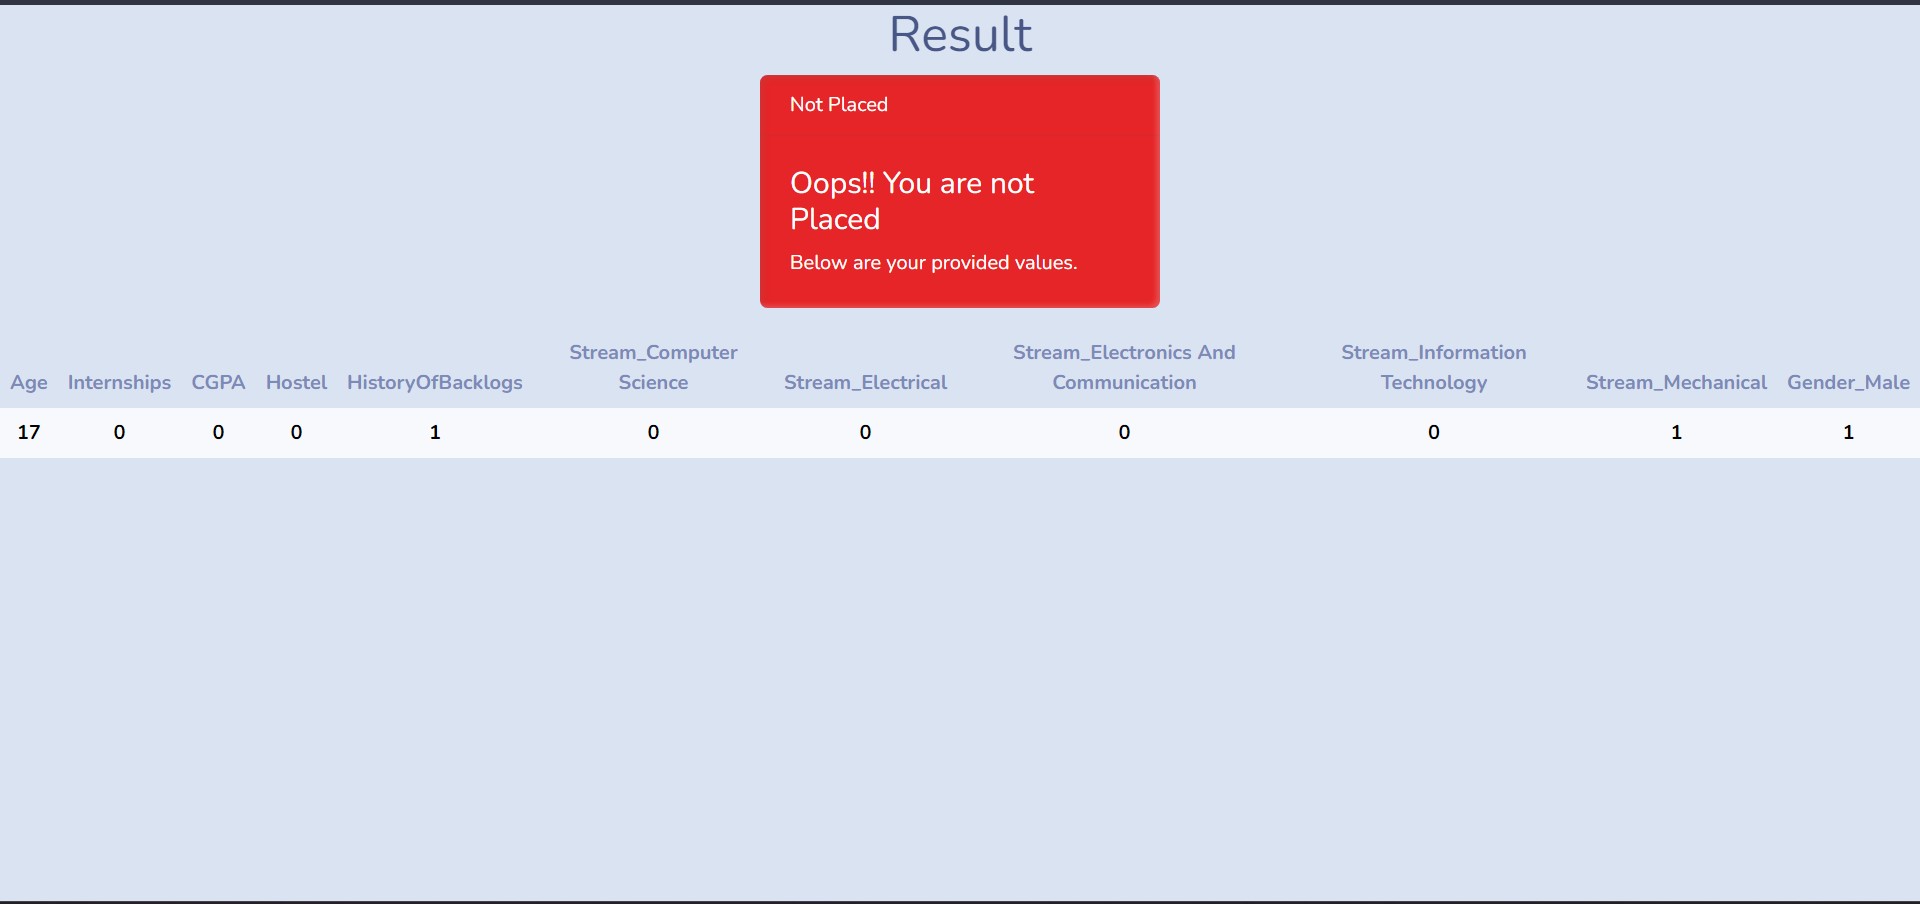 Result
Not Placed
Oops!! You are not
Placed
Below are your provided values.
Age Internships CGPA Hostel HistoryOfBacklogs Stream_Computer Science Stream_Electrical Stream_Electronics And Communication Stream_Information Technology Stream_Mechanical Gender_Male
17 0 0 0 1 0 0 0 0 1 1